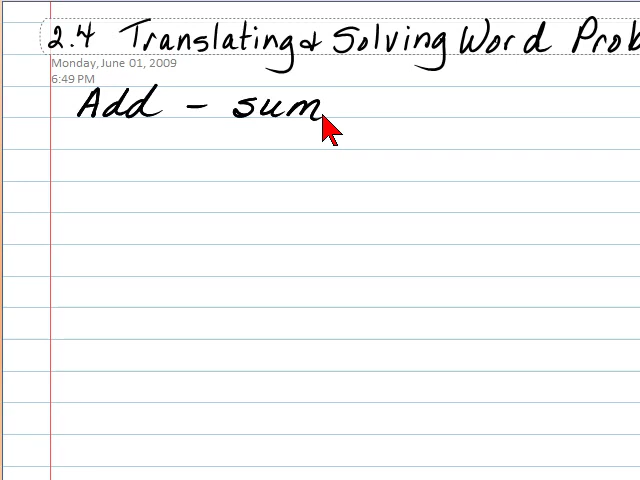 2.4 Translating & Solving Word Prob
Monday, June 01, 2009
6:49 PM
Add - sum